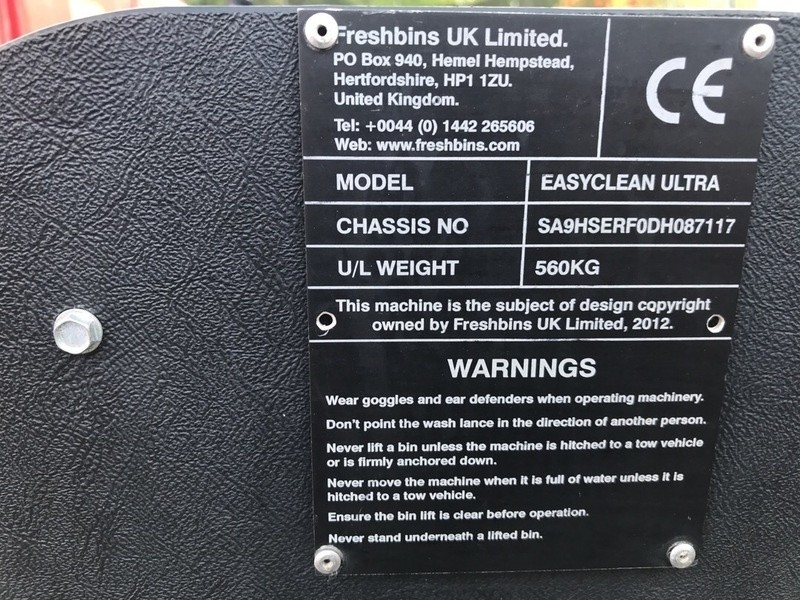 Freshbins UK Limited.
PO Box 940, Hemel Hempstead,
Hertfordshire, HP1 1ZU.
United Kingdom.
Tel: +0044 (0) 1442 265606
Web: www.freshbins.com
CE
MODEL EASYCLEAN ULTRA
CHASSIS NO SA9HSERF0DH087117
U/L WEIGHT 560KG
This machine is the subject of design copyright
owned by Freshbins UK Limited, 2012.
WARNINGS
Wear goggles and ear defenders when operating machinery.
Don't point the wash lance in the direction of another person.
Never lift a bin unless the machine is hitched to a tow vehicle
or is firmly anchored down.
Never move the machine when it is full of water unless it is
hitched to a tow vehicle.
Ensure the bin lift is clear before operation.
Never stand underneath a lifted bin.